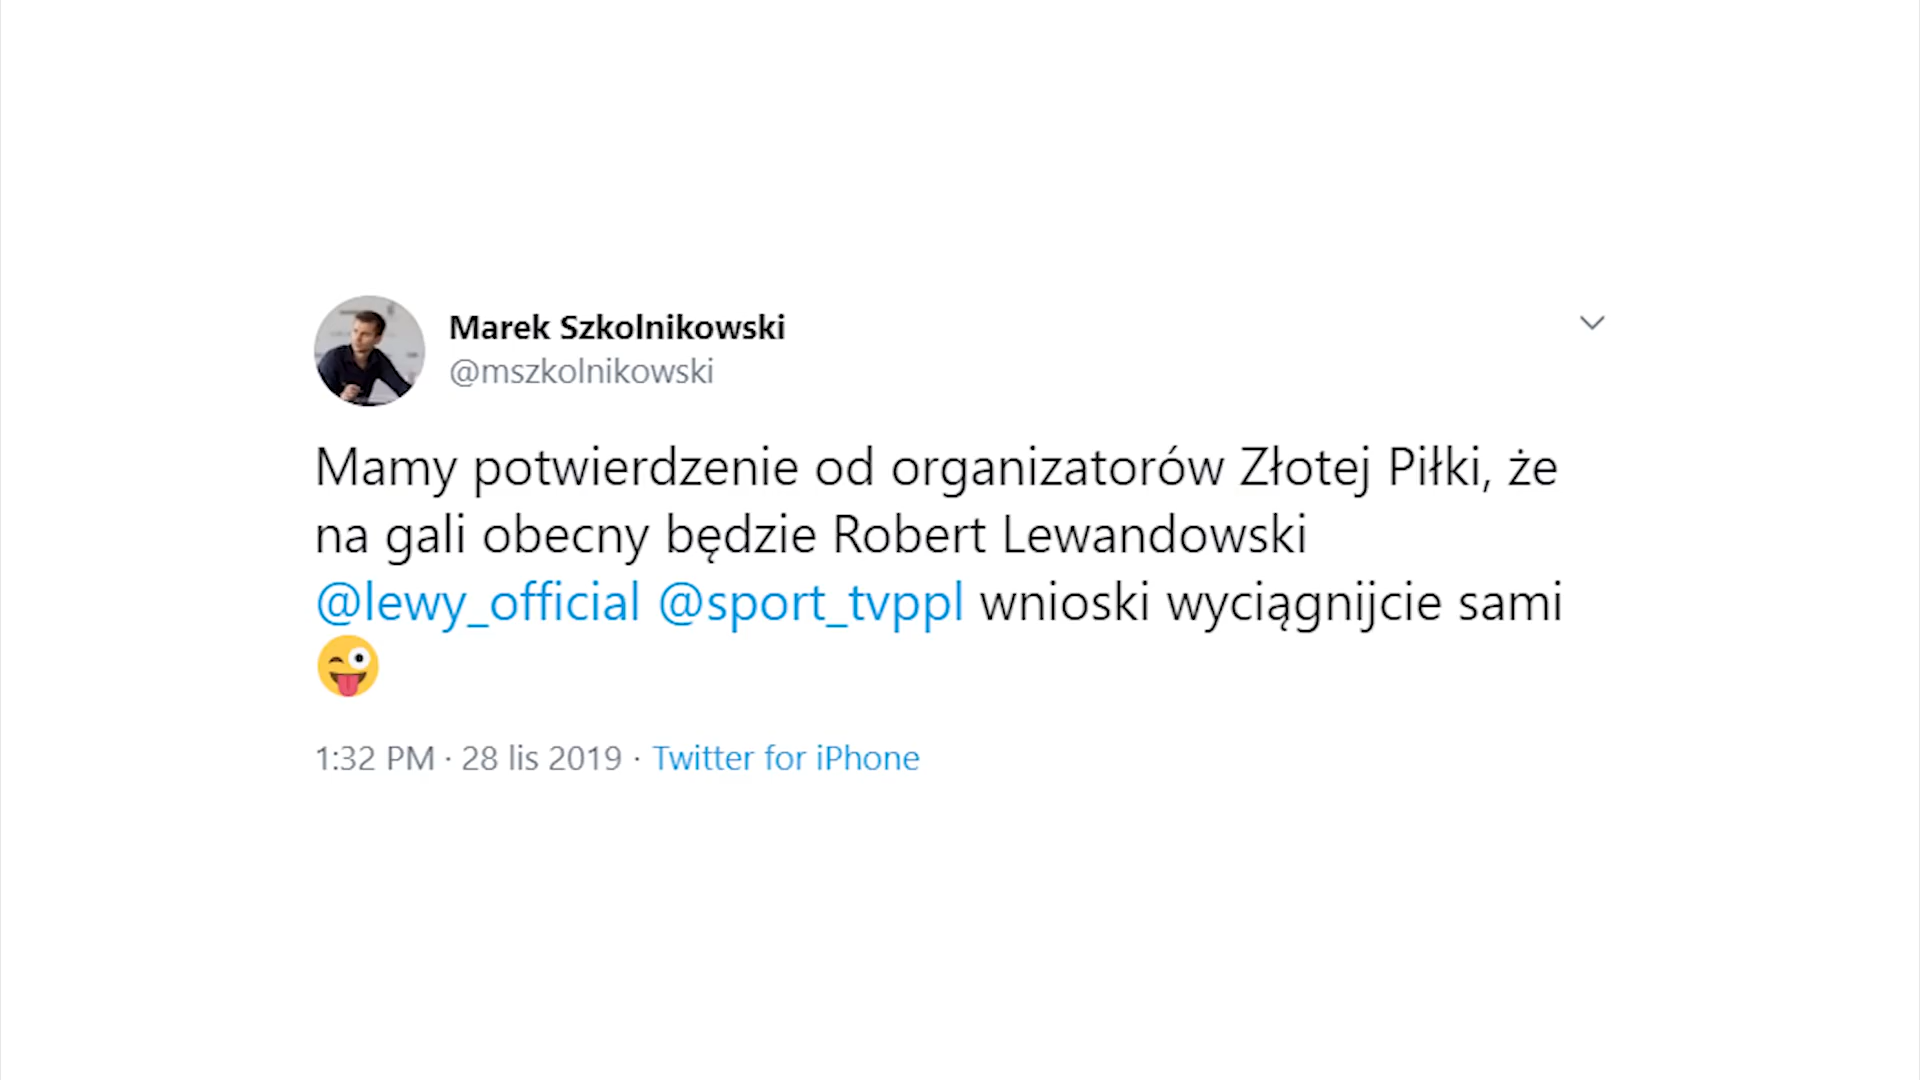 Marek Szkolnikowski
@mszkolnikowski
Mamy potwierdzenie od organizatorów Złotej Piłki, że
na gali obecny będzie Robert Lewandowski
@lewy_official @sport_tvppl wnioski wyciągnijcie sami
😜
1:32 PM · 28 lis 2019 · Twitter for iPhone